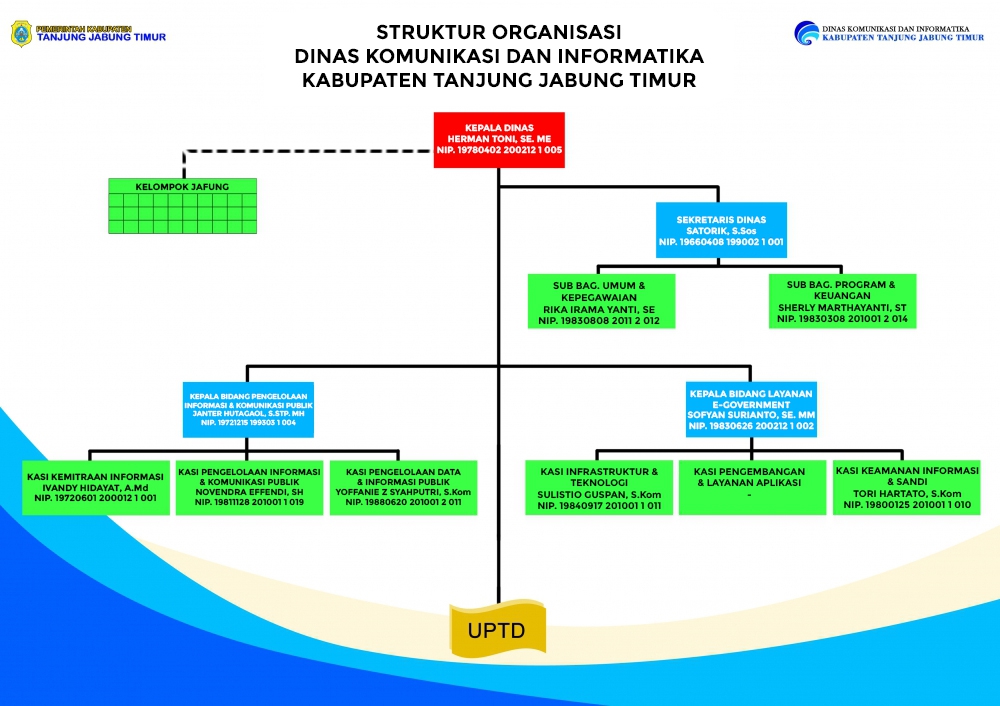 PEMERINTAH KABUPATEN
TANJUNG JABUNG TIMUR
STRUKTUR ORGANISASI
DINAS KOMUNIKASI DAN INFORMATIKA
KABUPATEN TANJUNG JABUNG TIMUR
DINAS KOMUNIKASI DAN INFORMATIKA
KABUPATEN TANJUNG JABUNG TIMUR
KEPALA DINAS
HERMAN TONI, SE. ME
NIP. 19780402 200212 1 005
KELOMPOK JAFUNG
SEKRETARIS DINAS
SATORIK, S.Sos
NIP. 19660408 199002 1 001
SUB BAG. UMUM &
KEPEGAWAIAN
RIKA IRAMA YANTI, SE
NIP. 19830808 2011 2 012
SUB BAG. PROGRAM &
KEUANGAN
SHERLY MARTHAYANTI, ST
NIP. 19830308 201001 2 014
KEPALA BIDANG PENGELOLAAN
INFORMASI & KOMUNIKASI PUBLIK
JANTER HUTAGAOL, S.STP. MH
NIP. 19721215 199303 1 004
KEPALA BIDANG LAYANAN
E-GOVERNMENT
SOFYAN SURIANTO, SE. MM
NIP. 19830626 200212 1 002
KASI KEMITRAAN INFORMASI
IVANDY HIDAYAT, A.Md
NIP. 19720601 200012 1 001
KASI PENGELOLAAN INFORMASI
& KOMUNIKASI PUBLIK
NOVENDRA EFFENDI, SH
NIP. 19811128 201001 1 019
KASI PENGELOLAAN DATA
& INFORMASI PUBLIK
YOFFANIE Z SYAHPUTRI, S.Kom
NIP. 19880620 201001 2 011
KASI INFRASTRUKTUR &
TEKNOLOGI
SULISTIO GUSPAN, S.Kom
NIP. 19840917 201001 1 011
KASI PENGEMBANGAN
& LAYANAN APLIKASI
-
KASI KEAMANAN INFORMASI
& SANDI
TORI HARTATO, S.Kom
NIP. 19800125 201001 1 010
UPTD